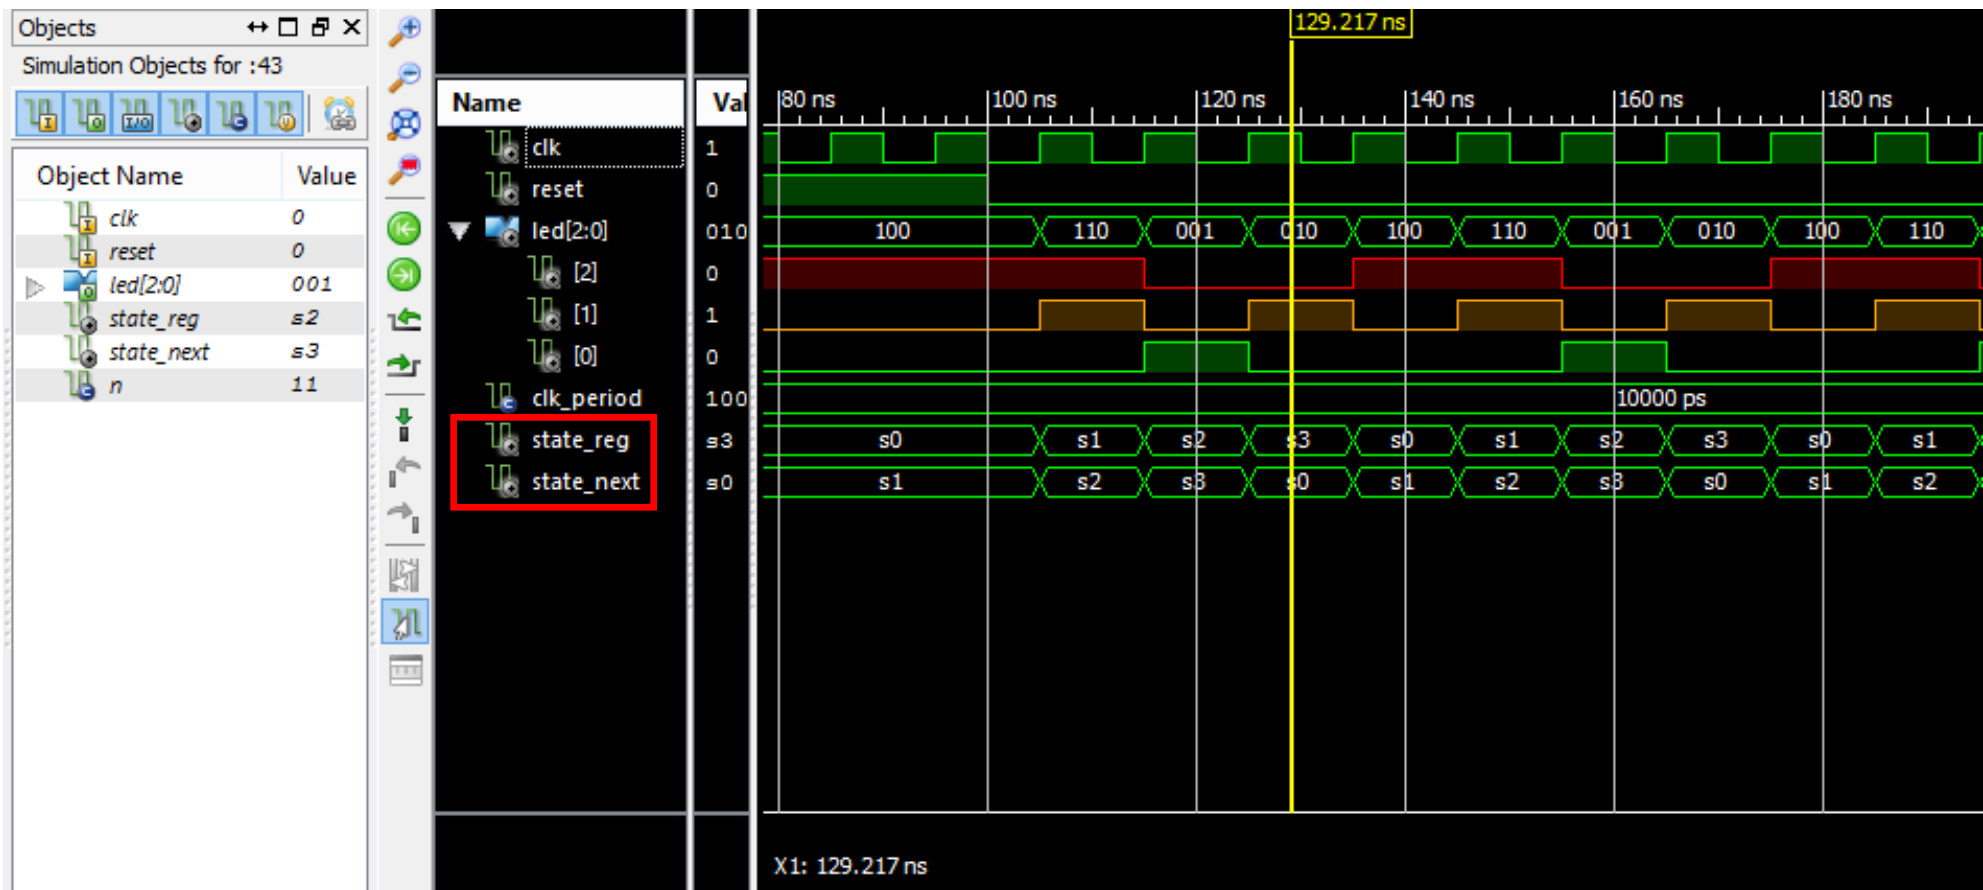 Objects
Simulation Objects for :43
Object Name Value
clk 0
reset 0
led[2:0] 001
state_reg s2
state_next s3
n 11
129.217 ns
Name Val 80 ns 100 ns 120 ns 140 ns 160 ns 180 ns
clk 1
reset 0
led[2:0] 010 100 110 001 010 100 110 001 010 100 110
[2] 0
[1] 1
[0] 0
clk_period 100 10000 ps
state_reg s3 s0 s1 s2 s3 s0 s1 s2 s3 s0 s1
state_next s0 s1 s2 s3 s0 s1 s2 s3 s0 s1 s2
X1: 129.217 ns